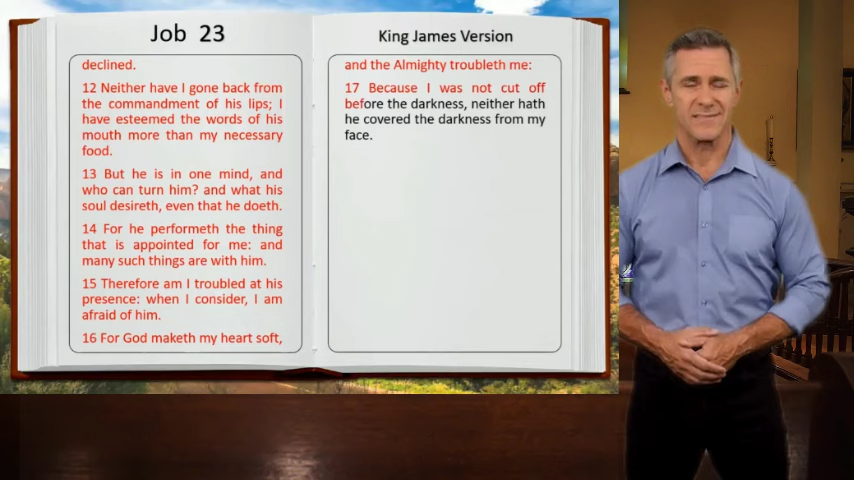 Job 23
declined.
12 Neither have I gone back from
the commandment of his lips; I
have esteemed the words of his
mouth more than my necessary
food.
13 But he is in one mind, and
who can turn him? and what his
soul desireth, even that he doeth.
14 For he performeth the thing
that is appointed for me: and
many such things are with him.
15 Therefore am I troubled at his
presence: when I consider, I am
afraid of him.
16 For God maketh my heart soft,
King James Version
and the Almighty troubleth me:
17 Because I was not cut off
before the darkness, neither hath
he covered the darkness from my
face.